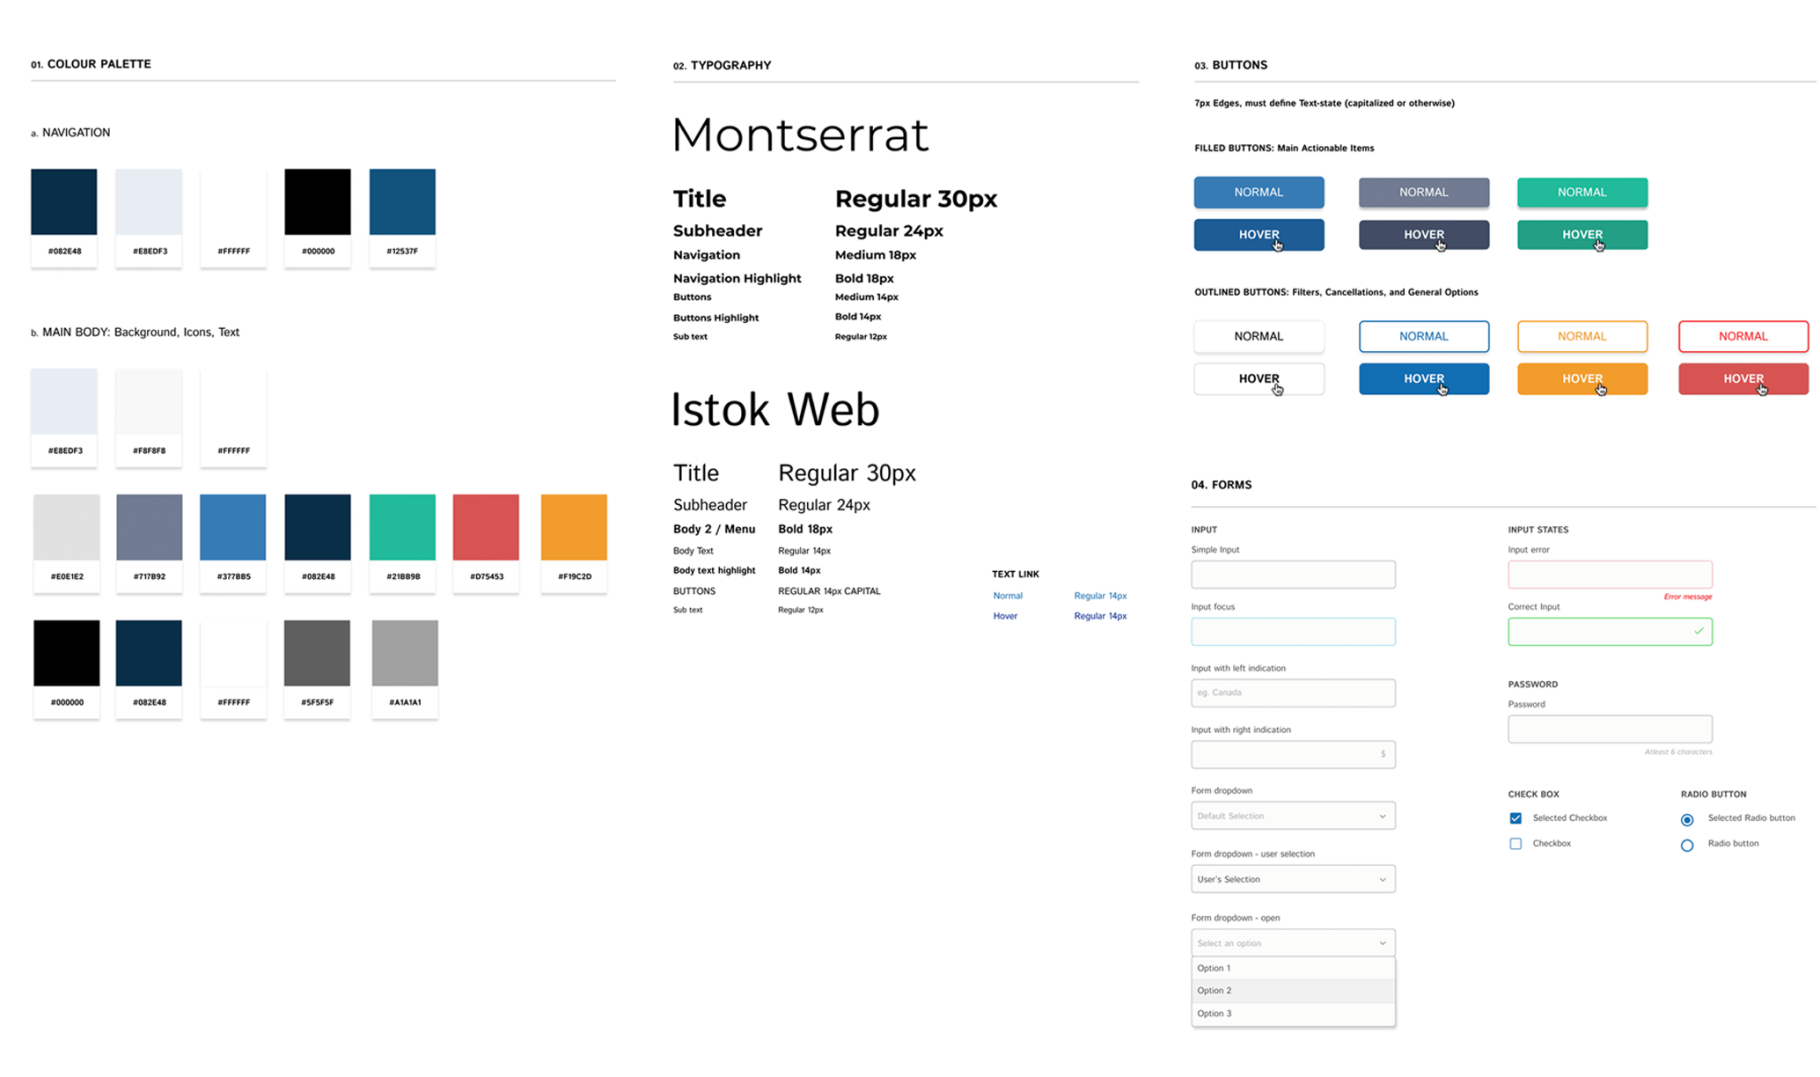 01. COLOUR PALETTE
a. NAVIGATION
#082E48 #E8EDF3 #FFFFFF #000000 #12537F
b. MAIN BODY: Background, Icons, Text
#E8EDF3 #F8F8F8 #FFFFFF
#E0E1E2 #717B92 #377BB5 #082E48 #21BB9B #D75453 #F19C2D
#000000 #082E48 #FFFFFF #5F5F5F #A1A1A1
02. TYPOGRAPHY
Montserrat
Title Regular 30px
Subheader Regular 24px
Navigation Medium 18px
Navigation Highlight Bold 18px
Buttons Medium 14px
Buttons Highlight Bold 14px
Sub text Regular 12px
Istok Web
Title Regular 30px
Subheader Regular 24px
Body 2 / Menu Bold 18px
Body Text Regular 14px
Body text highlight Bold 14px
BUTTONS REGULAR 14px CAPITAL
Sub text Regular 12px
TEXT LINK
Normal Regular 14px
Hover Regular 14px
03. BUTTONS
7px Edges, must define Text-state (capitalized or otherwise)
FILLED BUTTONS: Main Actionable Items
NORMAL NORMAL NORMAL
HOVER HOVER HOVER
OUTLINED BUTTONS: Filters, Cancellations, and General Options
NORMAL NORMAL NORMAL NORMAL
HOVER HOVER HOVER HOVER
04. FORMS
INPUT
Simple Input
Input focus
Input with left indication
eg. Canada
Input with right indication
$
Form dropdown
Default Selection
Form dropdown - user selection
User's Selection
Form dropdown - open
Select an option
Option 1
Option 2
Option 3
INPUT STATES
Input error
Error message
Correct Input
PASSWORD
Password
Atleast 6 characters
CHECK BOX
Selected Checkbox
Checkbox
RADIO BUTTON
Selected Radio button
Radio button